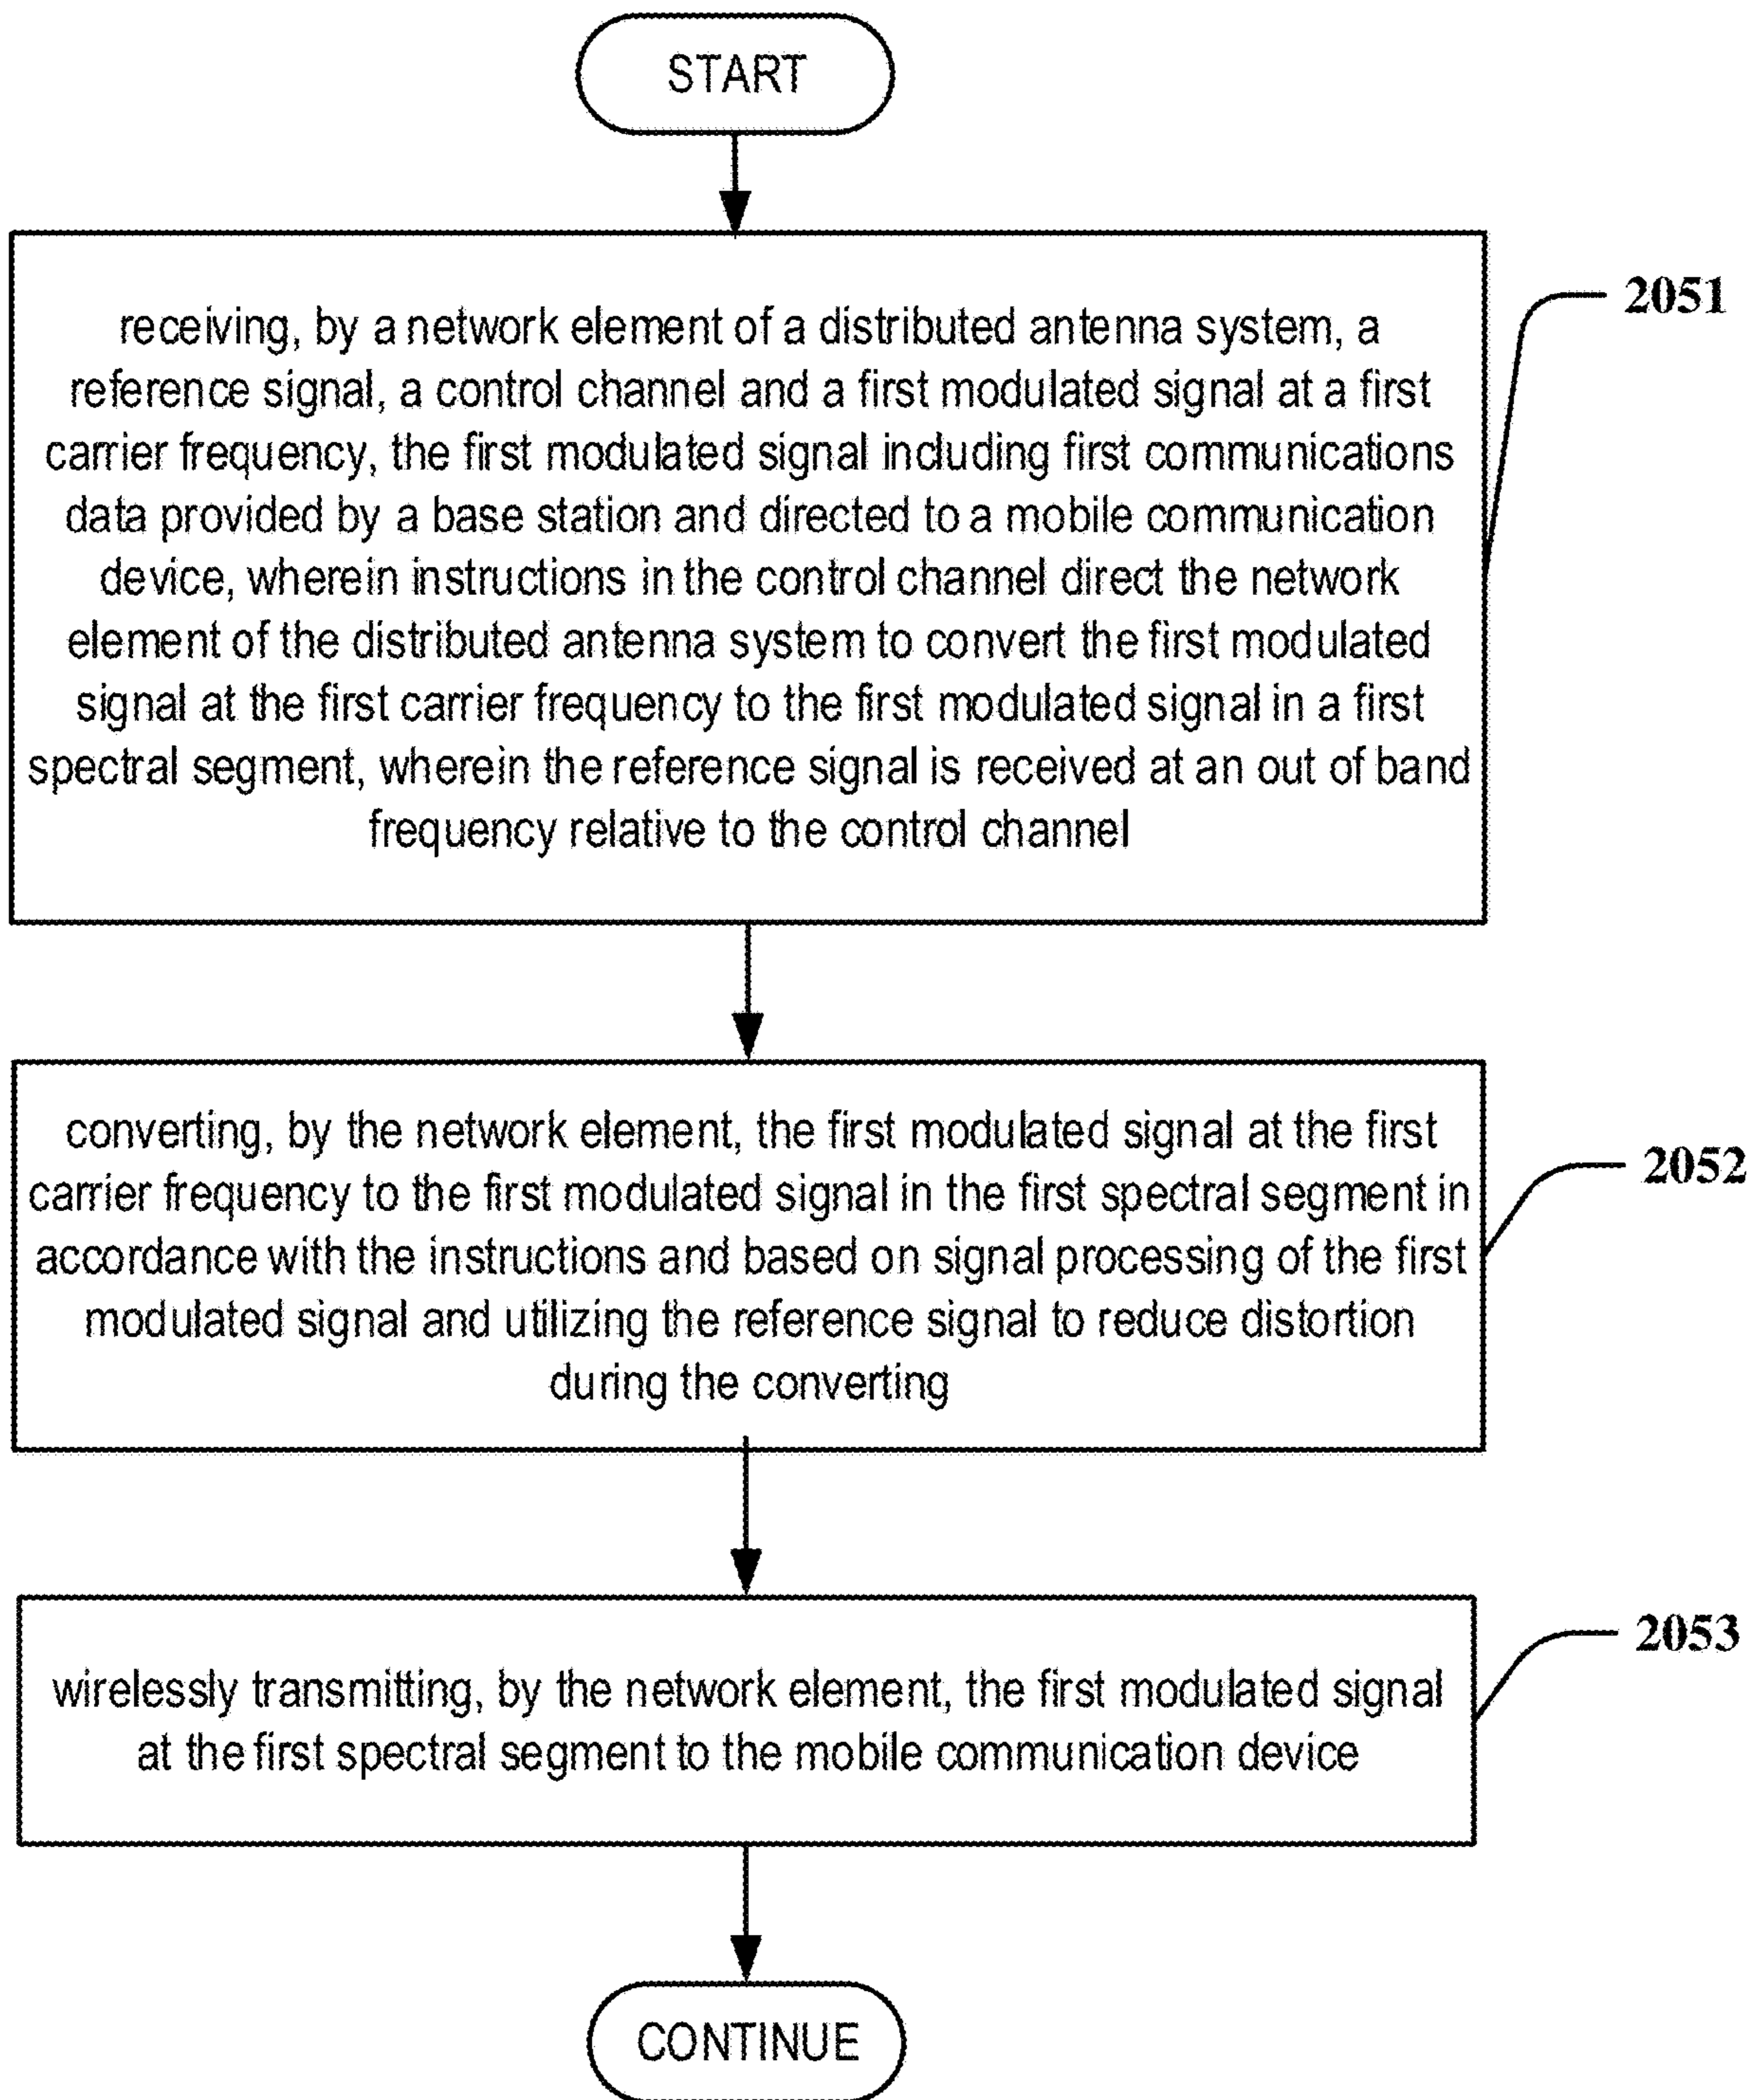 START
receiving, by a network element of a distributed antenna system, a
reference signal, a control channel and a first modulated signal at a first
carrier frequency, the first modulated signal including first communications
data provided by a base station and directed to a mobile communication
device, wherein instructions in the control channel direct the network
element of the distributed antenna system to convert the first modulated
signal at the first carrier frequency to the first modulated signal in a first
spectral segment, wherein the reference signal is received at an out of band
frequency relative to the control channel
2051
converting, by the network element, the first modulated signal at the first
carrier frequency to the first modulated signal in the first spectral segment in
accordance with the instructions and based on signal processing of the first
modulated signal and utilizing the reference signal to reduce distortion
during the converting
2052
wirelessly transmitting, by the network element, the first modulated signal
at the first spectral segment to the mobile communication device
2053
CONTINUE